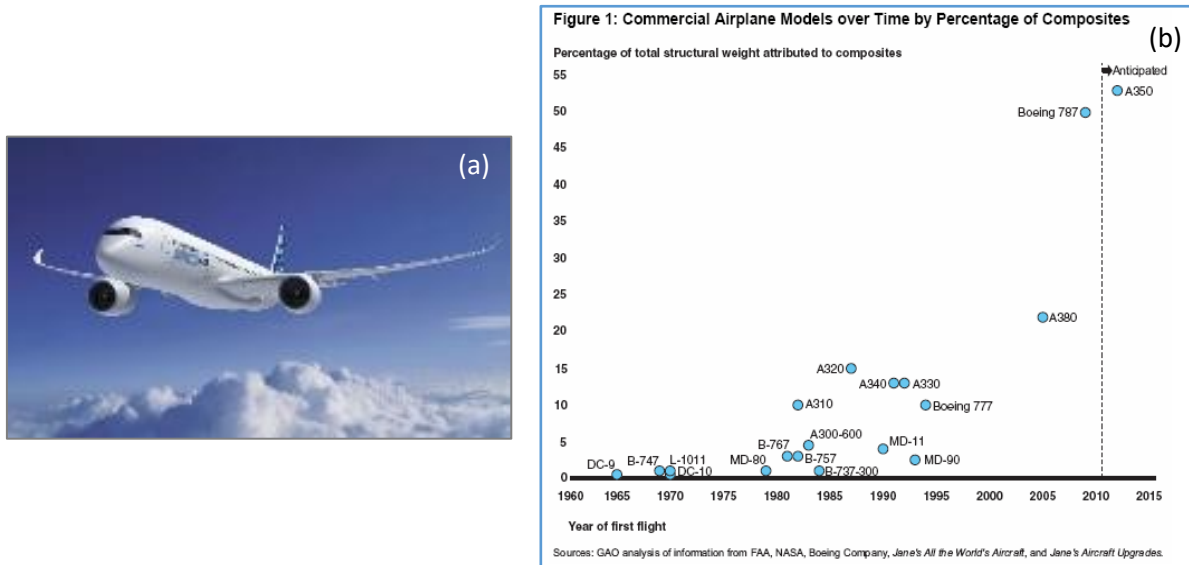 (a)
Figure 1: Commercial Airplane Models over Time by Percentage of Composites
(b)
Percentage of total structural weight attributed to composites
55
Anticipated
A350
50
Boeing 787
45
40
35
30
25
A380
20
15
A320
A340
A330
10
A310
Boeing 777
5
A300-600
B-767
B-757
MD-11
MD-90
DC-9
B-747
L-1011
DC-10
MD-80
B-737-300
0
1960 1965 1970 1975 1980 1985 1990 1995 2000 2005 2010 2015
Year of first flight
Sources: GAO analysis of information from FAA, NASA, Boeing Company, Jane's All the World's Aircraft, and Jane's Aircraft Upgrades.